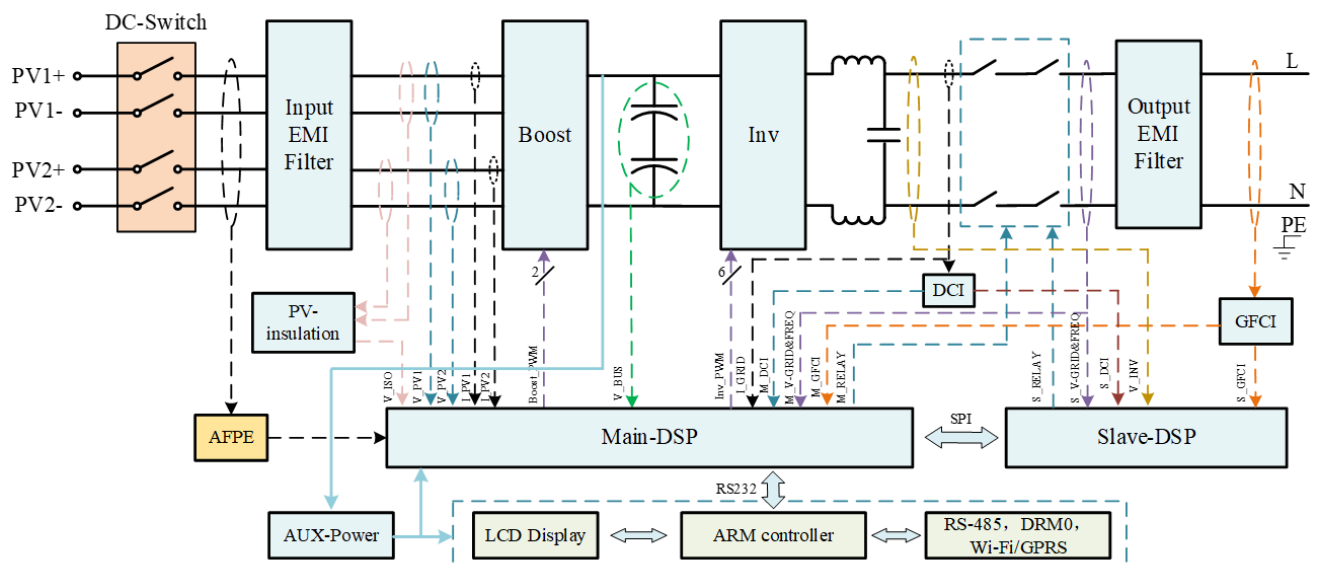 DC-Switch
PV1+
PV1-
PV2+
PV2-
Input
EMI
Filter
Boost
Inv
Output
EMI
Filter
L
N
PE
2
6
DCI
GFCI
PV-
insulation
V_ISO
V_PV1
V_PV2
I_PV1
I_PV2
Boost_PWM
V_BUS
Inv_PWM
I_GRID
M_DCI
M_V-GRID&FREQ
M_GFCI
M_RELAY
S_RELAY
S_V-GRID&FREQ
S_DCI
V_INV
S_GFCI
AFPE
Main-DSP
SPI
Slave-DSP
RS232
AUX-Power
LCD Display
ARM controller
RS-485，DRM0，
Wi-Fi/GPRS